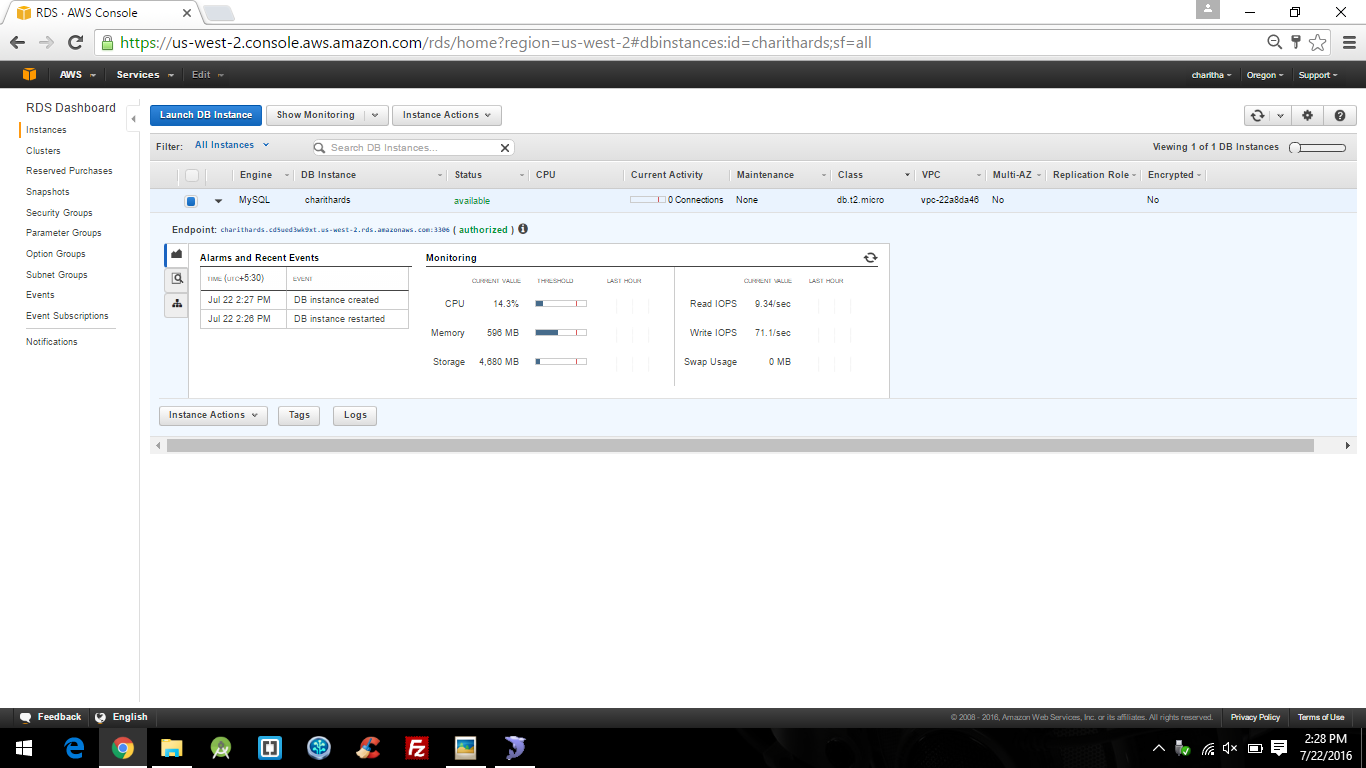 RDS · AWS Console
https://us-west-2.console.aws.amazon.com/rds/home?region=us-west-2#dbinstances:id=charithards;sf=all
AWS Services Edit charitha Oregon Support
RDS Dashboard
Instances
Clusters
Reserved Purchases
Snapshots
Security Groups
Parameter Groups
Option Groups
Subnet Groups
Events
Event Subscriptions
Notifications
Launch DB Instance Show Monitoring Instance Actions
Filter: All Instances Search DB Instances... Viewing 1 of 1 DB Instances
Engine DB Instance Status CPU Current Activity Maintenance Class VPC Multi-AZ Replication Role Encrypted
MySQL charithards available 0 Connections None db.t2.micro vpc-22a8da46 No No
Endpoint: charithards.cd5ued3wk9xt.us-west-2.rds.amazonaws.com:3306 ( authorized )
Alarms and Recent Events
TIME (UTC+5:30) EVENT
Jul 22 2:27 PM DB instance created
Jul 22 2:26 PM DB instance restarted
Monitoring
CURRENT VALUE THRESHOLD LAST HOUR CURRENT VALUE LAST HOUR
CPU 14.3% Read IOPS 9.34/sec
Memory 596 MB Write IOPS 71.1/sec
Storage 4,680 MB Swap Usage 0 MB
Instance Actions Tags Logs
Feedback English © 2008 - 2016, Amazon Web Services, Inc. or its affiliates. All rights reserved. Privacy Policy Terms of Use
2:28 PM
7/22/2016